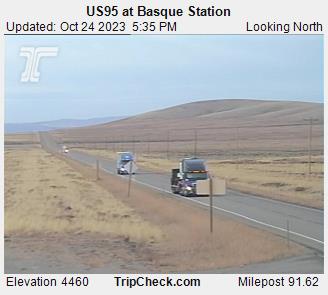 US95 at Basque Station
Updated: Oct 24 2023 5:35 PM Looking North
Elevation 4460 TripCheck.com Milepost 91.62